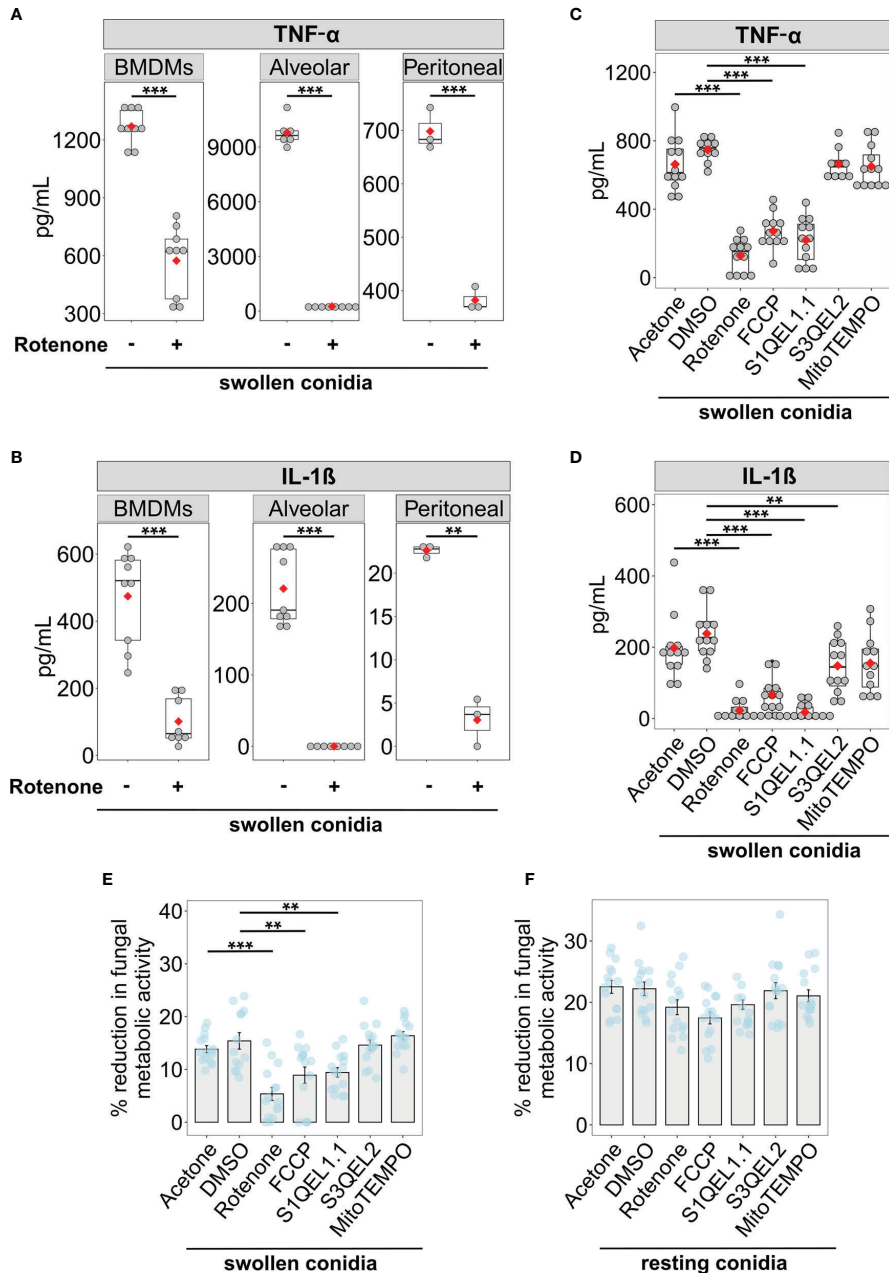 A
TNF-α
BMDMs
Alveolar
Peritoneal
***
***
***
pg/mL
1200
900
600
300
9000
6000
3000
0
700
600
500
400
Rotenone
- + - + - +
swollen conidia
C
TNF-α
***
***
***
pg/mL
1200
800
400
0
Acetone
DMSO
Rotenone
FCCP
S1QEL1.1
S3QEL2
MitoTEMPO
swollen conidia
B
IL-1ß
BMDMs
Alveolar
Peritoneal
***
***
**
pg/mL
600
400
200
0
200
100
0
20
15
10
5
0
Rotenone
- + - + - +
swollen conidia
D
IL-1ß
**
***
***
***
pg/mL
600
400
200
0
Acetone
DMSO
Rotenone
FCCP
S1QEL1.1
S3QEL2
MitoTEMPO
swollen conidia
E
% reduction in fungal
metabolic activity
40
30
20
10
0
**
**
***
Acetone
DMSO
Rotenone
FCCP
S1QEL1.1
S3QEL2
MitoTEMPO
swollen conidia
F
% reduction in fungal
metabolic activity
30
20
10
0
Acetone
DMSO
Rotenone
FCCP
S1QEL1.1
S3QEL2
MitoTEMPO
resting conidia